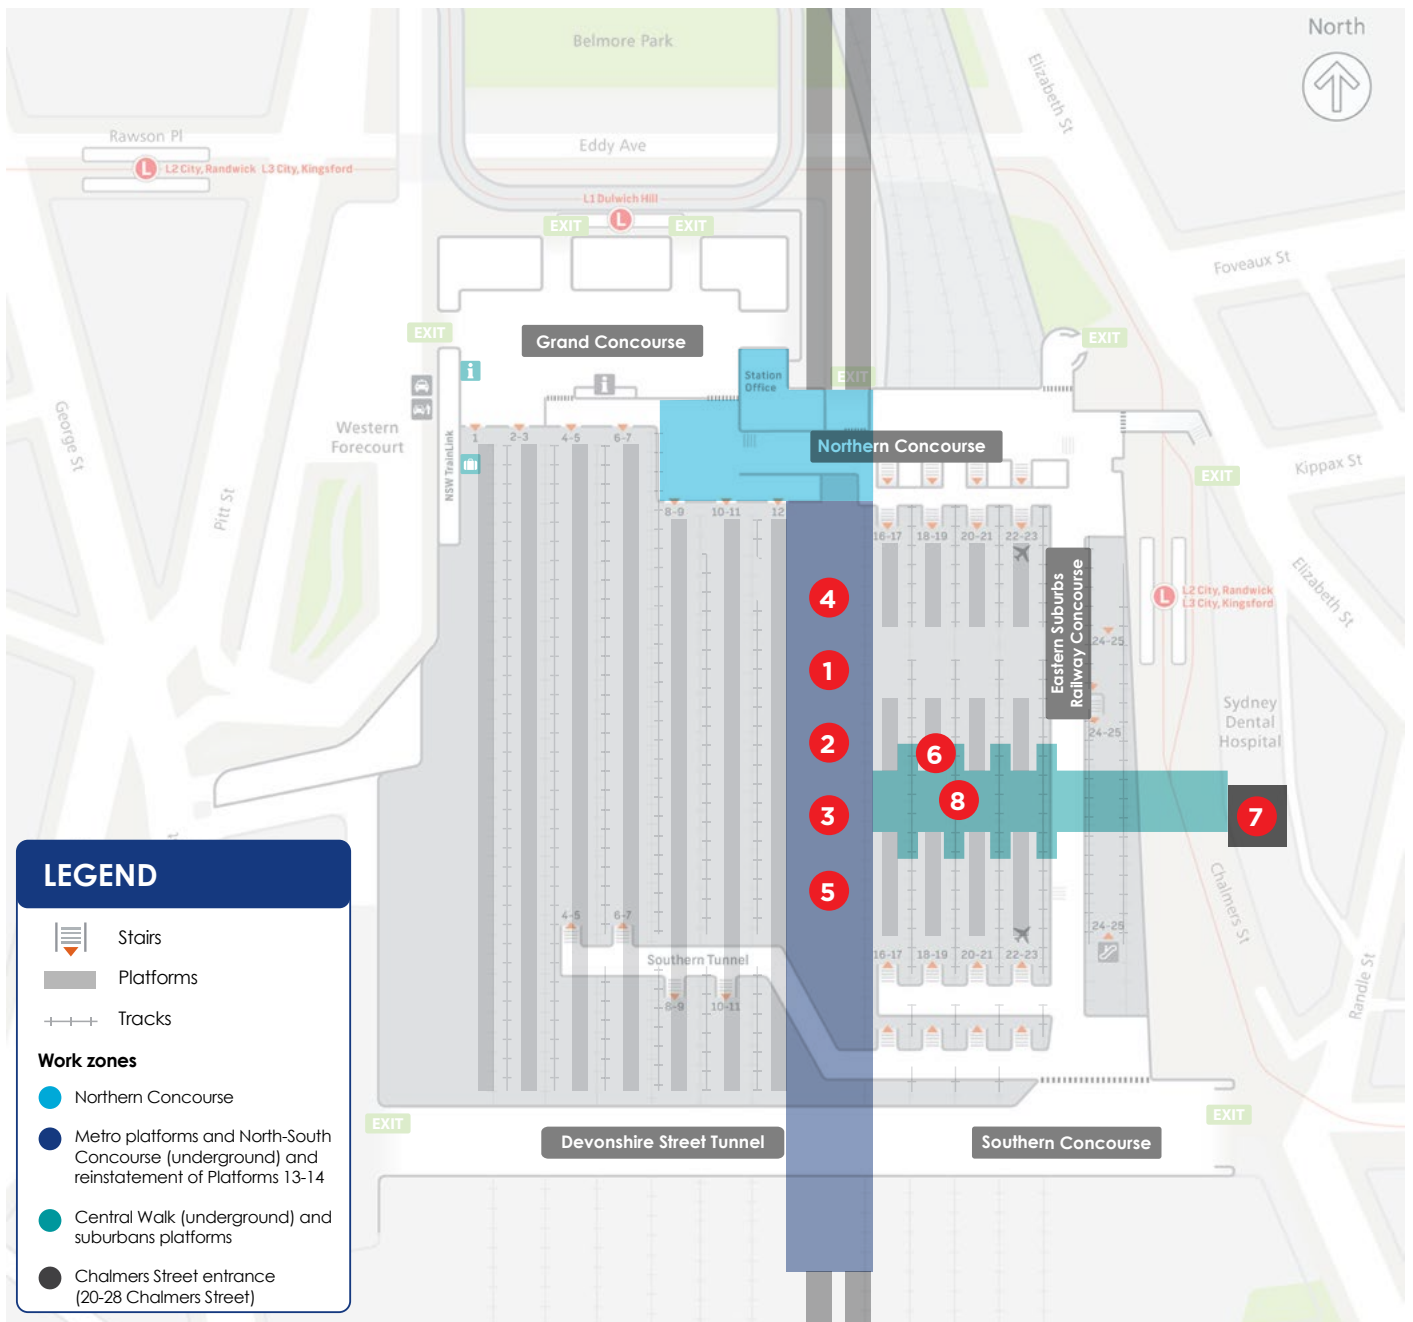 North
Belmore Park
Elizabeth St
Rawson Pl
Eddy Ave
L
L2 City, Randwick L3 City, Kingsford
L1 Dulwich Hill
EXIT
L
EXIT
Foveaux St
EXIT
Grand Concourse
EXIT
EXIT
Station
Office
i
i
George St
Pitt St
Western
Forecourt
NSW TrainLink
1
2-3
4-5
6-7
Northern Concourse
Kippax St
EXIT
8-9
10-11
12
16-17
18-19
20-21
22-23
Eastern Suburbs
Railway Concourse
Elizabeth St
4
L
L2 City, Randwick
L3 City, Kingsford
24-25
1
Sydney
Dental
Hospital
24-25
2
6
8
3
7
5
Chalmers St
4-5
6-7
24-25
Southern Tunnel
16-17
18-19
20-21
22-23
Randle St
8-9
10-11
EXIT
EXIT
Devonshire Street Tunnel
Southern Concourse
LEGEND
Stairs
Platforms
Tracks
Work zones
Northern Concourse
Metro platforms and North-South
Concourse (underground) and
reinstatement of Platforms 13-14
Central Walk (underground) and
suburbans platforms
Chalmers Street entrance
(20-28 Chalmers Street)